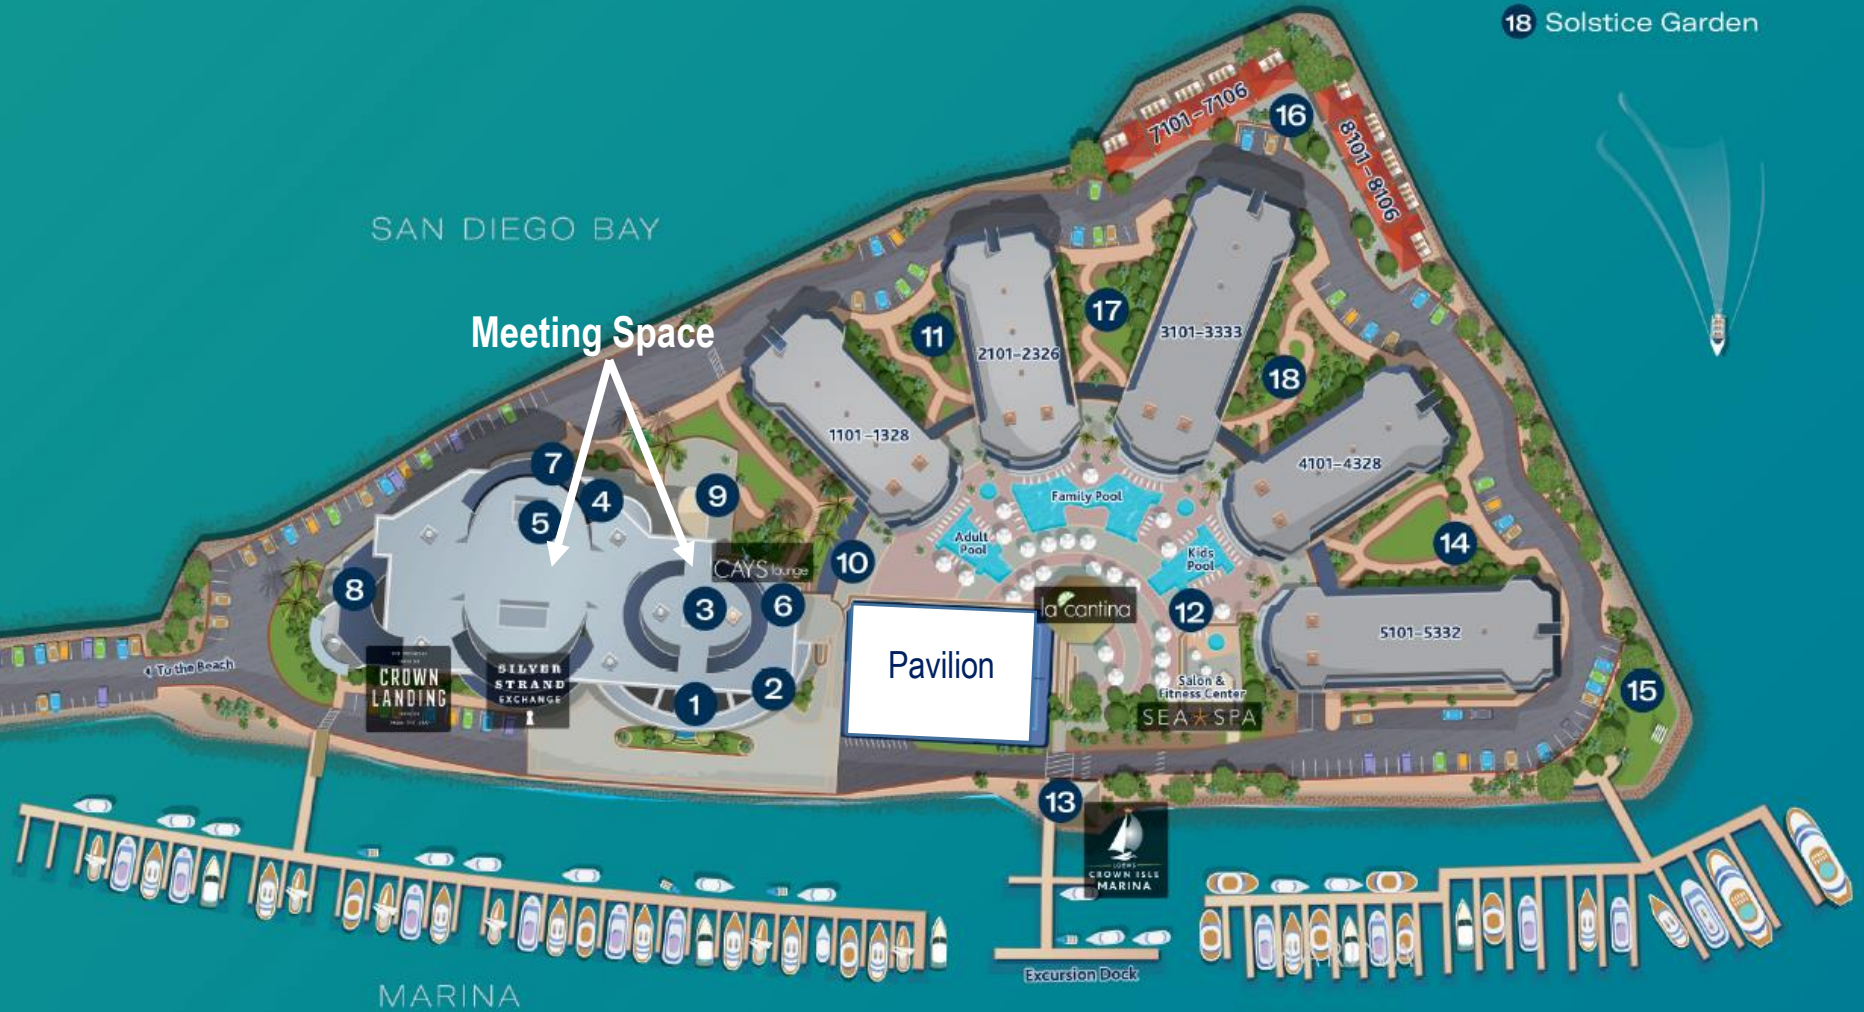 18 Solstice Garden
7101-7106
16
8101-8106
SAN DIEGO BAY
Meeting Space
11
2101-2326
17
3101-3333
18
1101-1328
4101-4328
7
4
5
9
Family Pool
Adult
Pool
Kids
Pool
14
CAYS lounge
10
8
3
6
la cantina
12
5101-5332
To the Beach
CROWN
LANDING
SILVER
STRAND
EXCHANGE
1
2
Pavilion
Salon &
Fitness Center
SEA SPA
15
13
LOEWS
CROWN ISLE
MARINA
Excursion Dock
MARINA